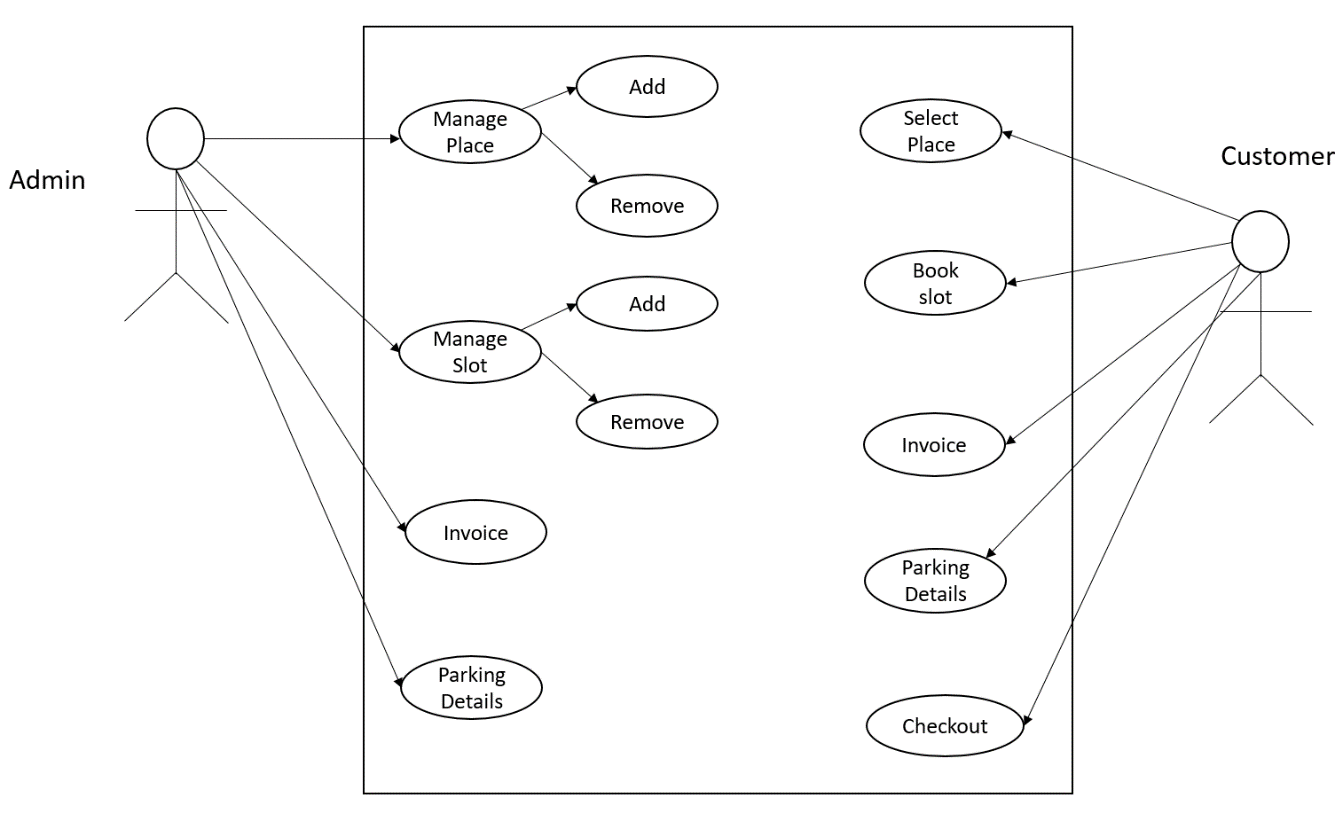 Admin
Customer
Manage
Place
Add
Remove
Manage
Slot
Add
Remove
Invoice
Parking
Details
Select
Place
Book
slot
Invoice
Parking
Details
Checkout